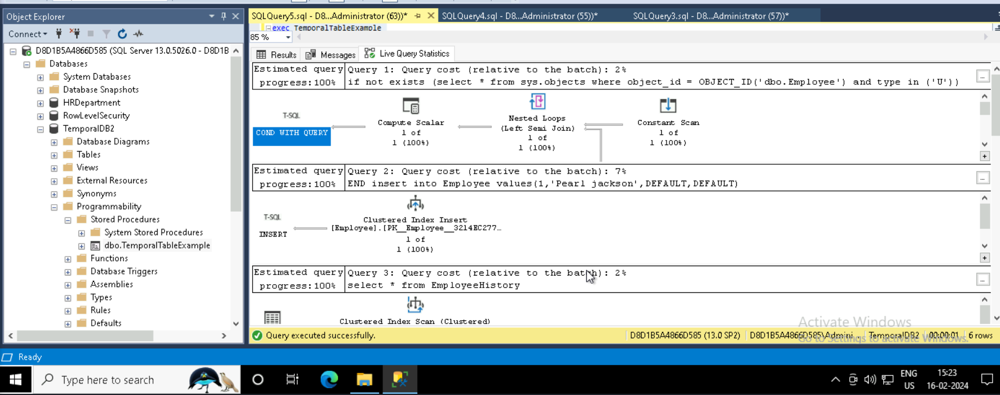 Object Explorer
Connect
D8D1B5A4866D585 (SQL Server 13.0.5026.0 - D8D1B
Databases
System Databases
Database Snapshots
HRDepartment
RowLevelSecurity
TemporalDB2
Database Diagrams
Tables
Views
External Resources
Synonyms
Programmability
Stored Procedures
System Stored Procedures
dbo.TemporalTableExample
Functions
Database Triggers
Assemblies
Types
Rules
Defaults
SQLQuery5.sql - D8...Administrator (63))*
SQLQuery4.sql - D8...Administrator (55))*
SQLQuery3.sql - D8...Administrator (57))*
exec TemporalTableExample
85 %
Results
Messages
Live Query Statistics
Estimated query progress:100%
Query 1: Query cost (relative to the batch): 2%
if not exists (select * from sys.objects where object_id = OBJECT_ID('dbo.Employee') and type in ('U'))
...
T-SQL
COND WITH QUERY
Compute Scalar
1 of
1 (100%)
Nested Loops
(Left Semi Join)
1 of
1 (100%)
Constant Scan
1 of
1 (100%)
Estimated query progress:100%
Query 2: Query cost (relative to the batch): 7%
END insert into Employee values(1,'Pearl jackson',DEFAULT,DEFAULT)
...
T-SQL
INSERT
Clustered Index Insert
[Employee].[PK__Employee__3214EC277…
1 of
1 (100%)
Estimated query progress:100%
Query 3: Query cost (relative to the batch): 2%
select * from EmployeeHistory
...
Clustered Index Scan (Clustered)
Activate Windows
Go to Settings to activate Windows.
Query executed successfully.
D8D1B5A4866D585 (13.0 SP2)
D8D1B5A4866D585\Admini...
TemporalDB2
00:00:01
6 rows
Ready
Type here to search
ENG
US
15:23
16-02-2024